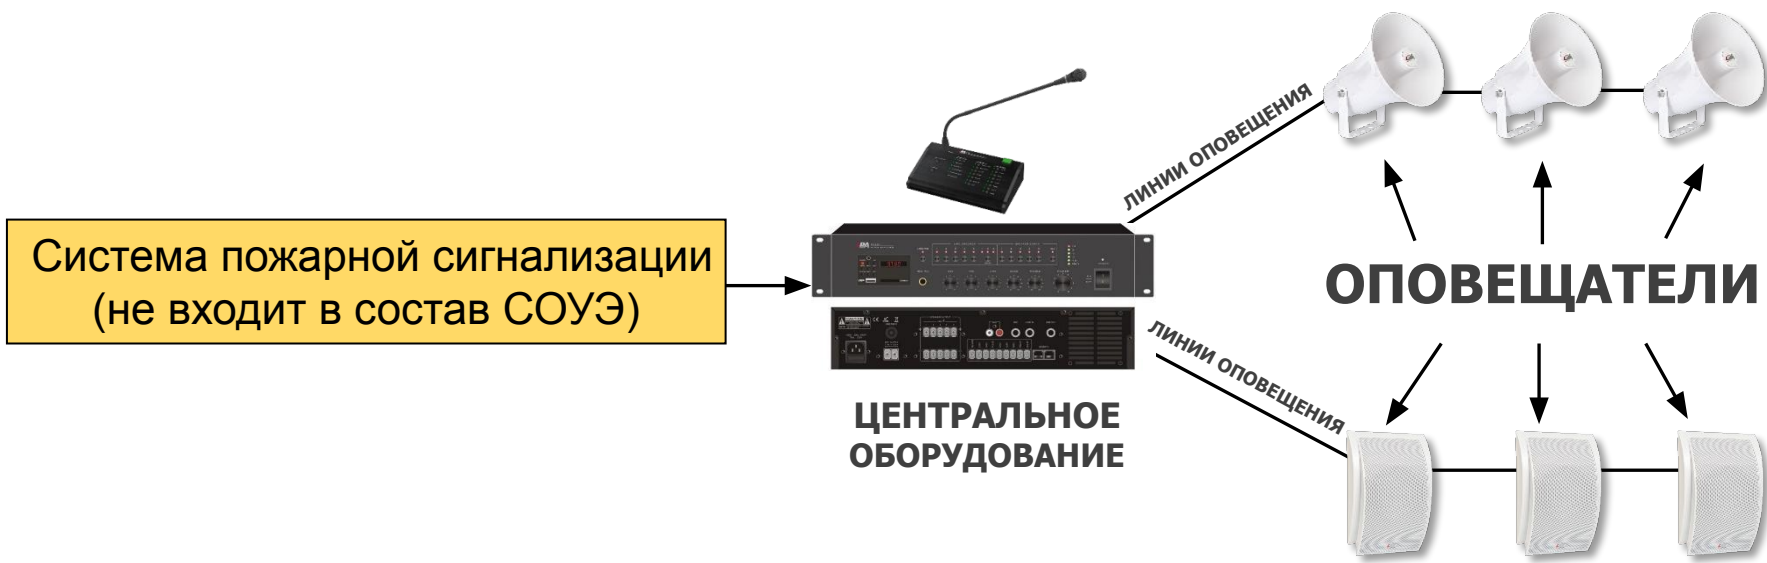 ЛИНИИ ОПОВЕЩЕНИЯ
Система пожарной сигнализации
(не входит в состав СОУЭ)
ОПОВЕЩАТЕЛИ
ЛИНИИ ОПОВЕЩЕНИЯ
ЦЕНТРАЛЬНОЕ
ОБОРУДОВАНИЕ